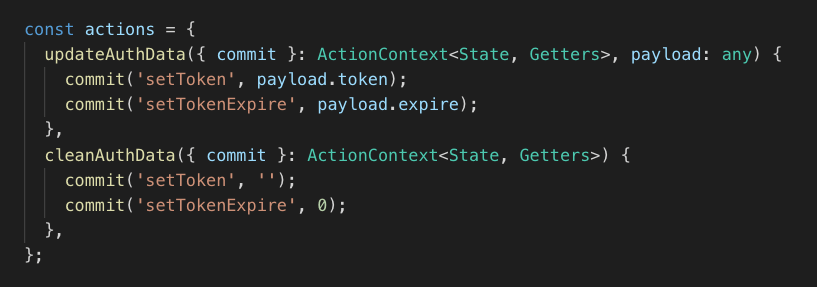 const actions = {
  updateAuthData({ commit }: ActionContext<State, Getters>, payload: any) {
    commit('setToken', payload.token);
    commit('setTokenExpire', payload.expire);
  },
  cleanAuthData({ commit }: ActionContext<State, Getters>) {
    commit('setToken', '');
    commit('setTokenExpire', 0);
  },
};